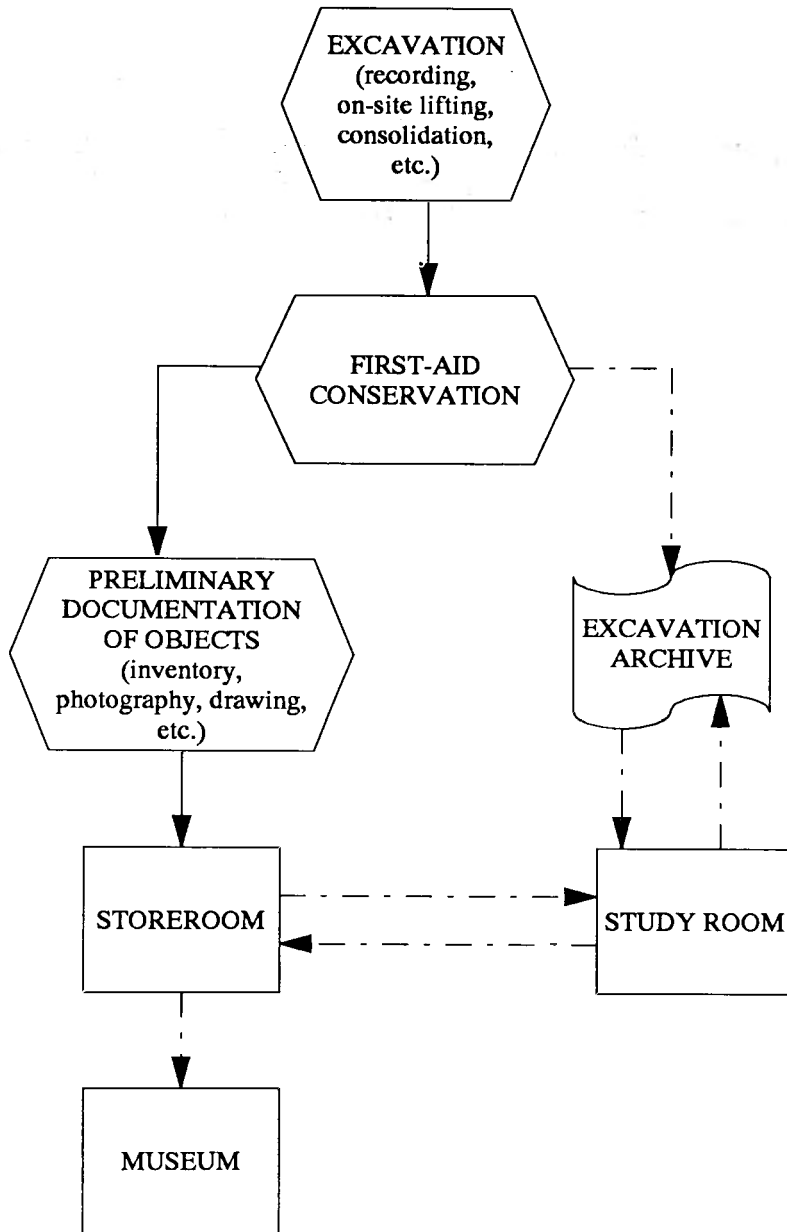 EXCAVATION
(recording,
on-site lifting,
consolidation,
etc.)
FIRST-AID
CONSERVATION
PRELIMINARY
DOCUMENTATION
OF OBJECTS
(inventory,
photography, drawing,
etc.)
EXCAVATION
ARCHIVE
STOREROOM
STUDY ROOM
MUSEUM